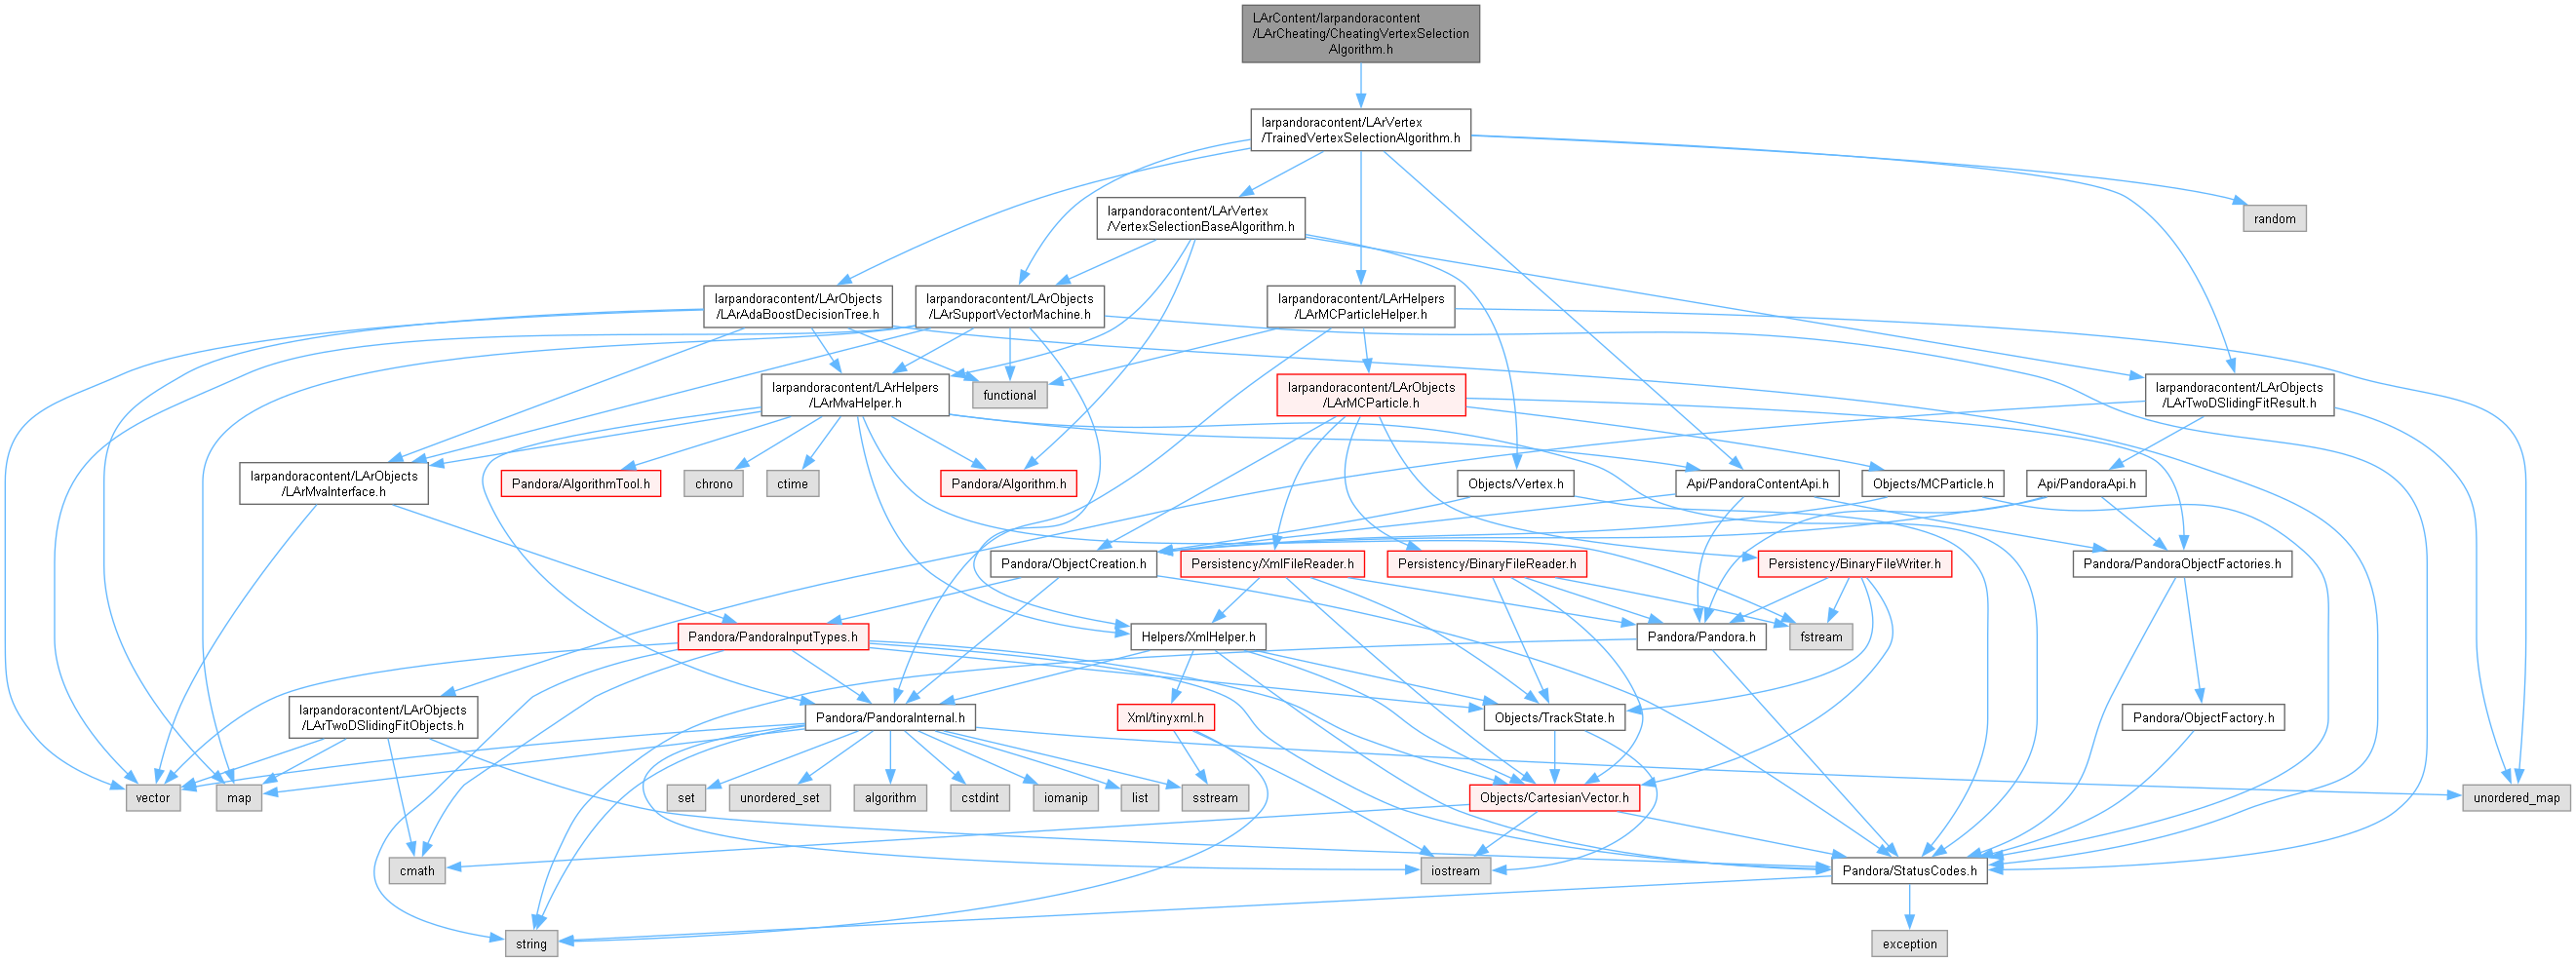 LArContent/larpandoracontent
/LArCheating/CheatingVertexSelection
Algorithm.h
larpandoracontent/LArVertex
/TrainedVertexSelectionAlgorithm.h
larpandoracontent/LArVertex
/VertexSelectionBaseAlgorithm.h
random
larpandoracontent/LArObjects
/LArAdaBoostDecisionTree.h
larpandoracontent/LArObjects
/LArSupportVectorMachine.h
larpandoracontent/LArHelpers
/LArMCParticleHelper.h
larpandoracontent/LArHelpers
/LArMvaHelper.h
functional
larpandoracontent/LArObjects
/LArMCParticle.h
larpandoracontent/LArObjects
/LArTwoDSlidingFitResult.h
larpandoracontent/LArObjects
/LArMvaInterface.h
Pandora/AlgorithmTool.h
chrono
ctime
Pandora/Algorithm.h
Objects/Vertex.h
Api/PandoraContentApi.h
Objects/MCParticle.h
Api/PandoraApi.h
Pandora/ObjectCreation.h
Persistency/XmlFileReader.h
Persistency/BinaryFileReader.h
Persistency/BinaryFileWriter.h
Pandora/PandoraObjectFactories.h
Pandora/PandoraInputTypes.h
Helpers/XmlHelper.h
Pandora/Pandora.h
fstream
larpandoracontent/LArObjects
/LArTwoDSlidingFitObjects.h
Pandora/PandoraInternal.h
Xml/tinyxml.h
Objects/TrackState.h
Pandora/ObjectFactory.h
vector
map
set
unordered_set
algorithm
cstdint
iomanip
list
sstream
Objects/CartesianVector.h
unordered_map
cmath
iostream
Pandora/StatusCodes.h
string
exception